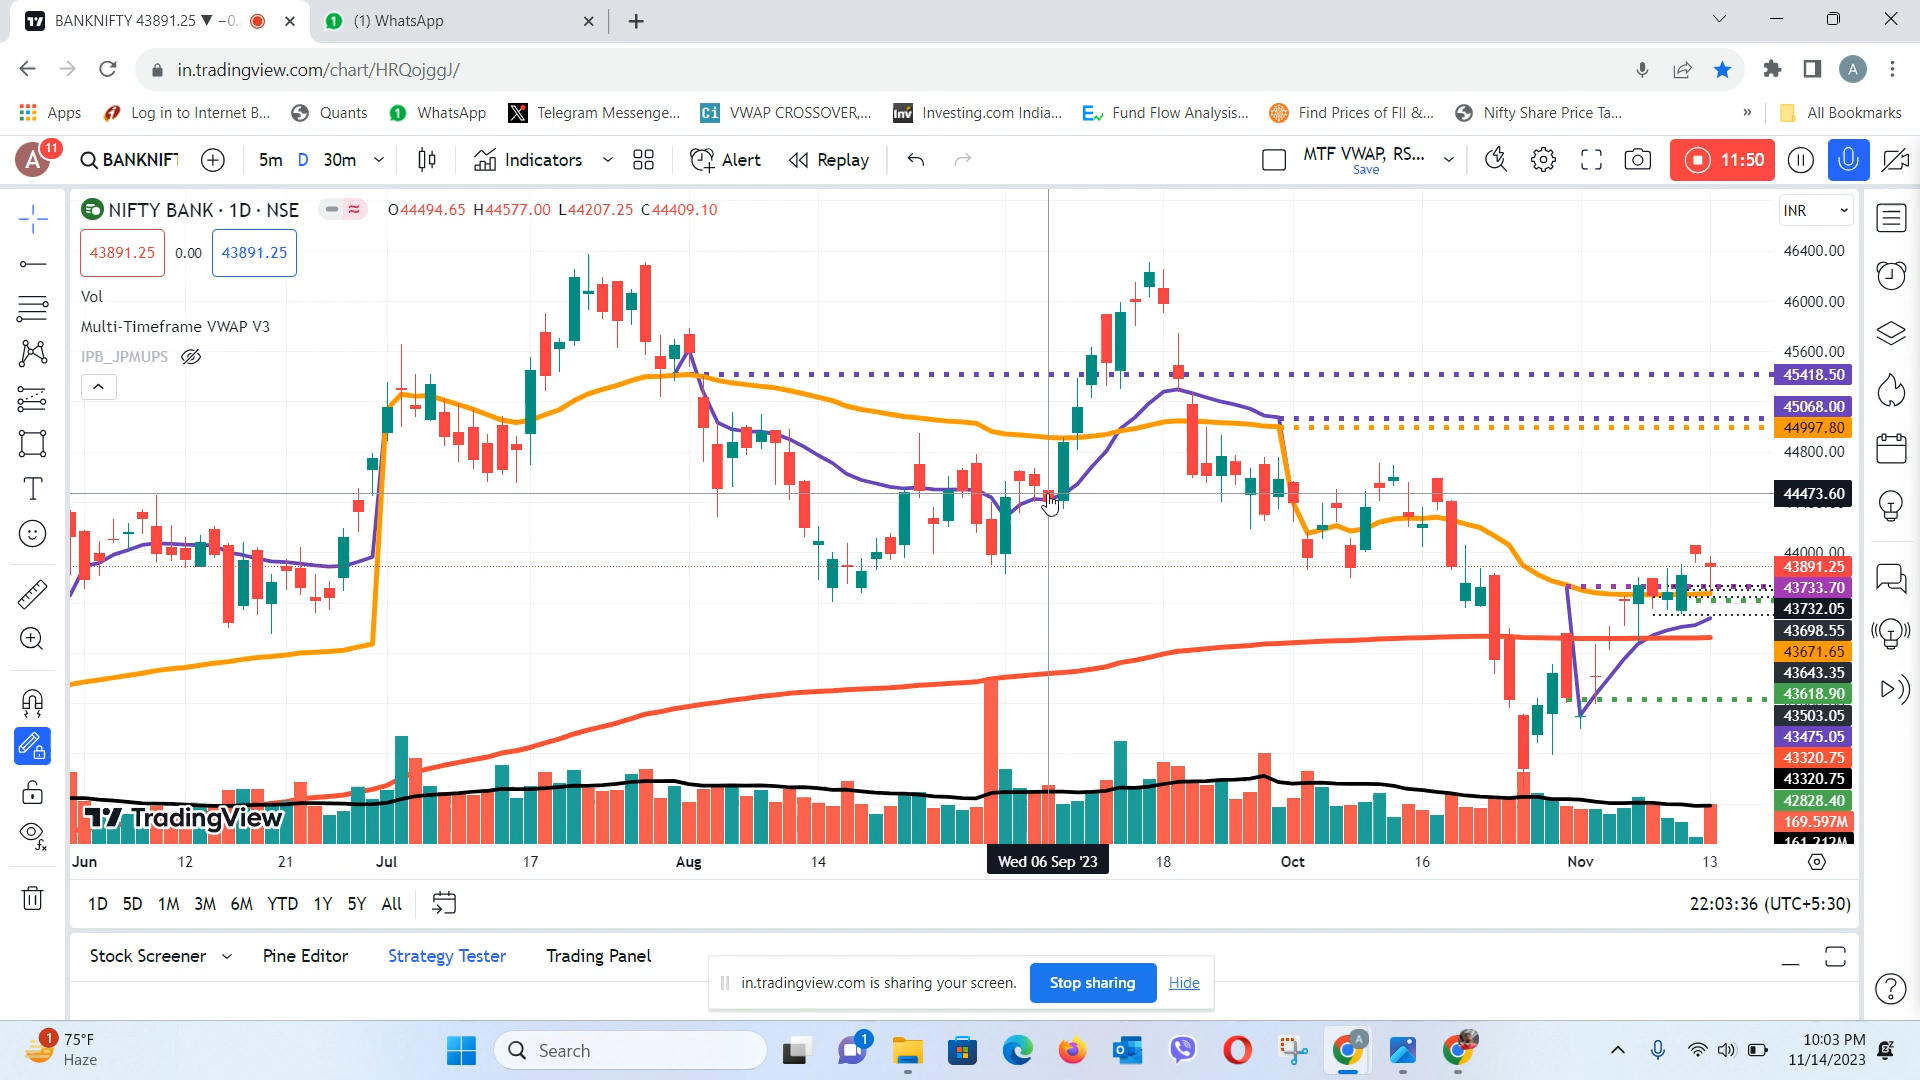 BANKNIFTY 43891.25 ▼ −0.
(1) WhatsApp
in.tradingview.com/chart/HRQojggJ/
A
Apps
Log in to Internet B...
Quants
WhatsApp
Telegram Messenge...
VWAP CROSSOVER,...
Investing.com India...
Fund Flow Analysis...
Find Prices of FII &...
Nifty Share Price Ta...
»
All Bookmarks
A 11
BANKNIFT
5m D 30m
Indicators
Alert
Replay
MTF VWAP, RS...
Save
11:50
NIFTY BANK · 1D · NSE
O44494.65 H44577.00 L44207.25 C44409.10
INR
43891.25 0.00 43891.25
Vol
Multi-Timeframe VWAP V3
IPB_JPMUPS
46400.00
46000.00
45600.00
45418.50
45068.00
44997.80
44800.00
44473.60
44000.00
43891.25
43733.70
43732.05
43698.55
43671.65
43643.35
43618.90
43503.05
43475.05
43320.75
43320.75
42828.40
169.597M
161.212M
TradingView
Jun 12 21 Jul 17 Aug 14 Wed 06 Sep '23 18 Oct 16 Nov 13
1D 5D 1M 3M 6M YTD 1Y 5Y All
22:03:36 (UTC+5:30)
Stock Screener
Pine Editor
Strategy Tester
Trading Panel
in.tradingview.com is sharing your screen.
Stop sharing
Hide
1
75°F
Haze
Search
1
10:03 PM
11/14/2023